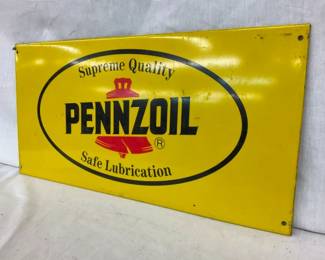 Supreme Quality
PENNZOIL
®
Safe Lubrication